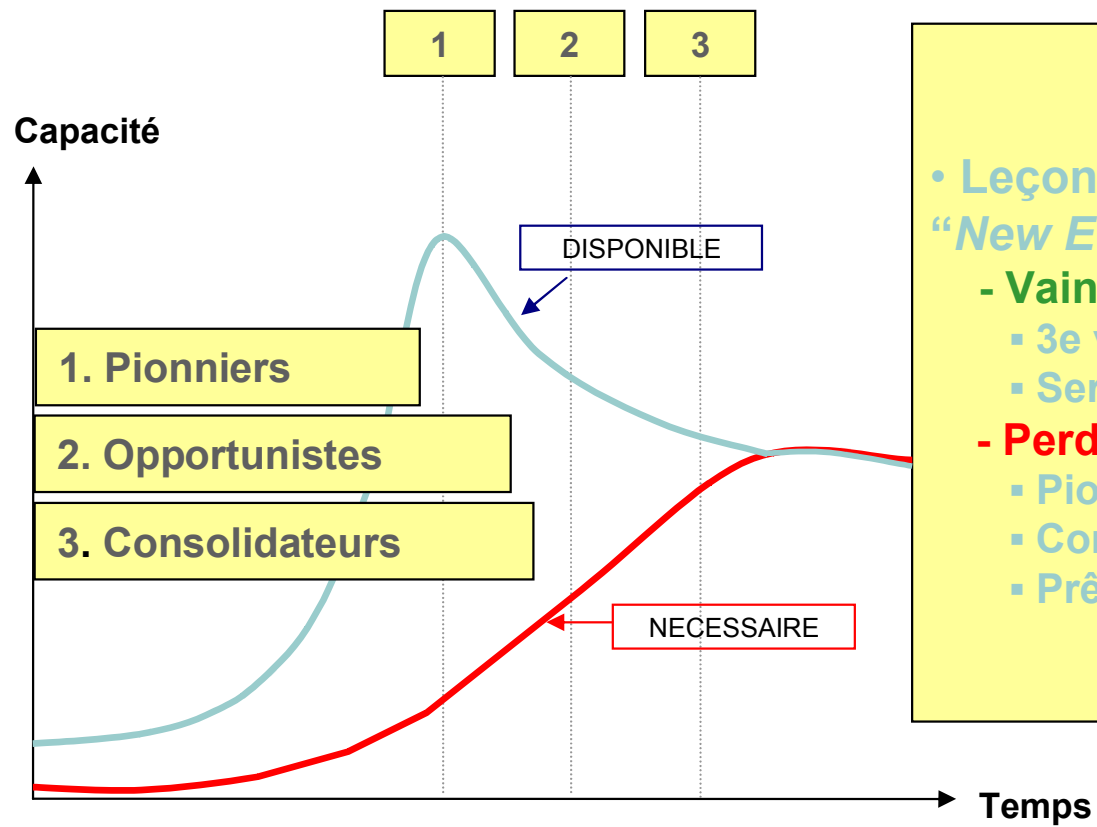 1
2
3
Capacité
DISPONIBLE
1. Pionniers
2. Opportunistes
3. Consolidateurs
NECESSAIRE
Temps
• Leçon
“New E
- Vain
▪ 3e
▪ Ser
- Perd
▪ Pio
▪
▪ Prê